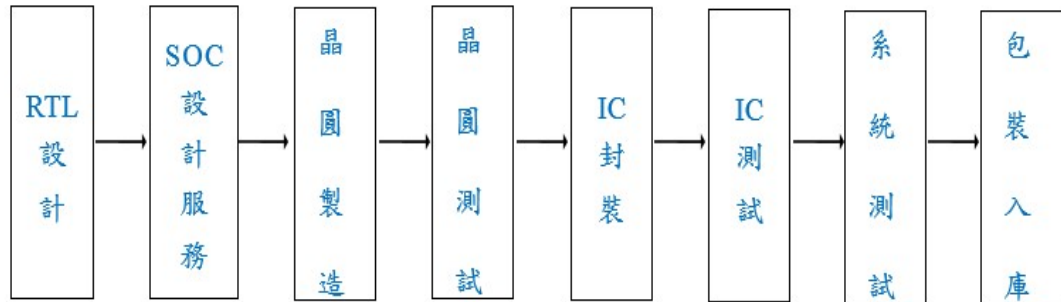 RTL設計
SOC設計服務
晶圓製造
晶圓測試
IC封裝
IC測試
系統測試
包裝入庫